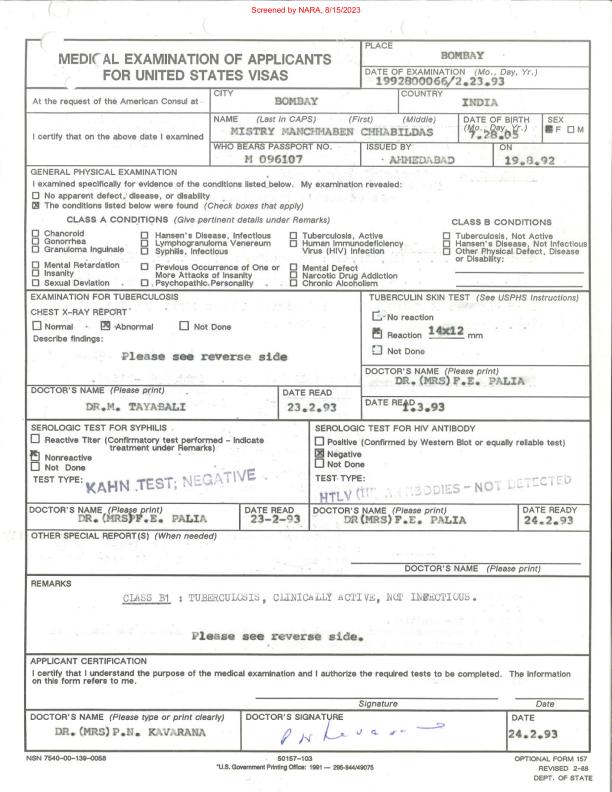 Screened by NARA, 8/15/2023
MEDICAL EXAMINATION OF APPLICANTS
FOR UNITED STATES VISAS
PLACE
BOMBAY
DATE OF EXAMINATION (Mo., Day, Yr.)
1992800066/2.23.93
At the request of the American Consul at
CITY
BOMBAY
COUNTRY
INDIA
I certify that on the above date I examined
NAME (Last in CAPS) (First) (Middle)
MISTRY MANCHHABEN CHHABILDAS
DATE OF BIRTH
(Mo., Day, Yr.)
7.28.05
SEX
F M
WHO BEARS PASSPORT NO.
M 096107
ISSUED BY
AHMEDABAD
ON
19.8.92
GENERAL PHYSICAL EXAMINATION
I examined specifically for evidence of the conditions listed below. My examination revealed:
No apparent defect, disease, or disability
The conditions listed below were found (Check boxes that apply)
CLASS A CONDITIONS (Give pertinent details under Remarks)
CLASS B CONDITIONS
Chancroid
Gonorrhea
Granuloma Inguinale
Hansen's Disease, Infectious
Lymphogranuloma Venereum
Syphilis, Infectious
Tuberculosis, Active
Human Immunodeficiency
Virus (HIV) Infection
Tuberculosis, Not Active
Hansen's Disease, Not Infectious
Other Physical Defect, Disease
or Disability:
Mental Retardation
Insanity
Sexual Deviation
Previous Occurrence of One or
More Attacks of Insanity
Psychopathic Personality
Mental Defect
Narcotic Drug Addiction
Chronic Alcoholism
EXAMINATION FOR TUBERCULOSIS
CHEST X-RAY REPORT
Normal Abnormal Not Done
Describe findings:
Please see reverse side
TUBERCULIN SKIN TEST (See USPHS Instructions)
No reaction
Reaction 14x12 mm
Not Done
DOCTOR'S NAME (Please print)
DR.(MRS) F.E. PALIA
DOCTOR'S NAME (Please print)
DR.M. TAYABALI
DATE READ
23.2.93
DATE READ
1.3.93
SEROLOGIC TEST FOR SYPHILIS
Reactive Titer (Confirmatory test performed - Indicate
treatment under Remarks)
Nonreactive
Not Done
TEST TYPE:
KAHN TEST; NEGATIVE
SEROLOGIC TEST FOR HIV ANTIBODY
Positive (Confirmed by Western Blot or equally reliable test)
Negative
Not Done
TEST TYPE:
HTLV ANTIBODIES - NOT DETECTED
DOCTOR'S NAME (Please print)
DR.(MRS)F.E. PALIA
DATE READ
23-2-93
DOCTOR'S NAME (Please print)
DR(MRS)F.E. PALIA
DATE READY
24.2.93
OTHER SPECIAL REPORT(S) (When needed)
DOCTOR'S NAME (Please print)
REMARKS
CLASS B1 : TUBERCULOSIS, CLINICALLY ACTIVE, NOT INFECTIOUS.
Please see reverse side.
APPLICANT CERTIFICATION
I certify that I understand the purpose of the medical examination and I authorize the required tests to be completed. The information
on this form refers to me.
Signature
Date
DOCTOR'S NAME (Please type or print clearly)
DR. (MRS) P.N. KAVARANA
DOCTOR'S SIGNATURE
DATE
24.2.93
NSN 7540-00-139-0058
50157-103
*U.S. Government Printing Office: 1991 — 295-844/49075
OPTIONAL FORM 157
REVISED 2-88
DEPT. OF STATE